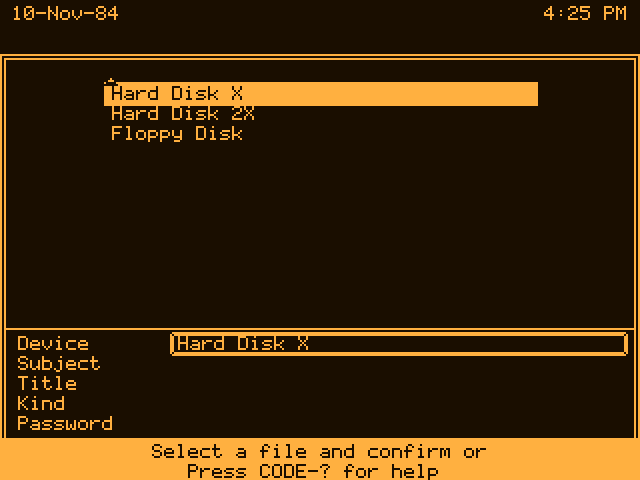 10-Nov-84 4:25 PM
Hard Disk X
Hard Disk 2X
Floppy Disk
Device Hard Disk X
Subject
Title
Kind
Password
Select a file and confirm or
Press CODE-? for help